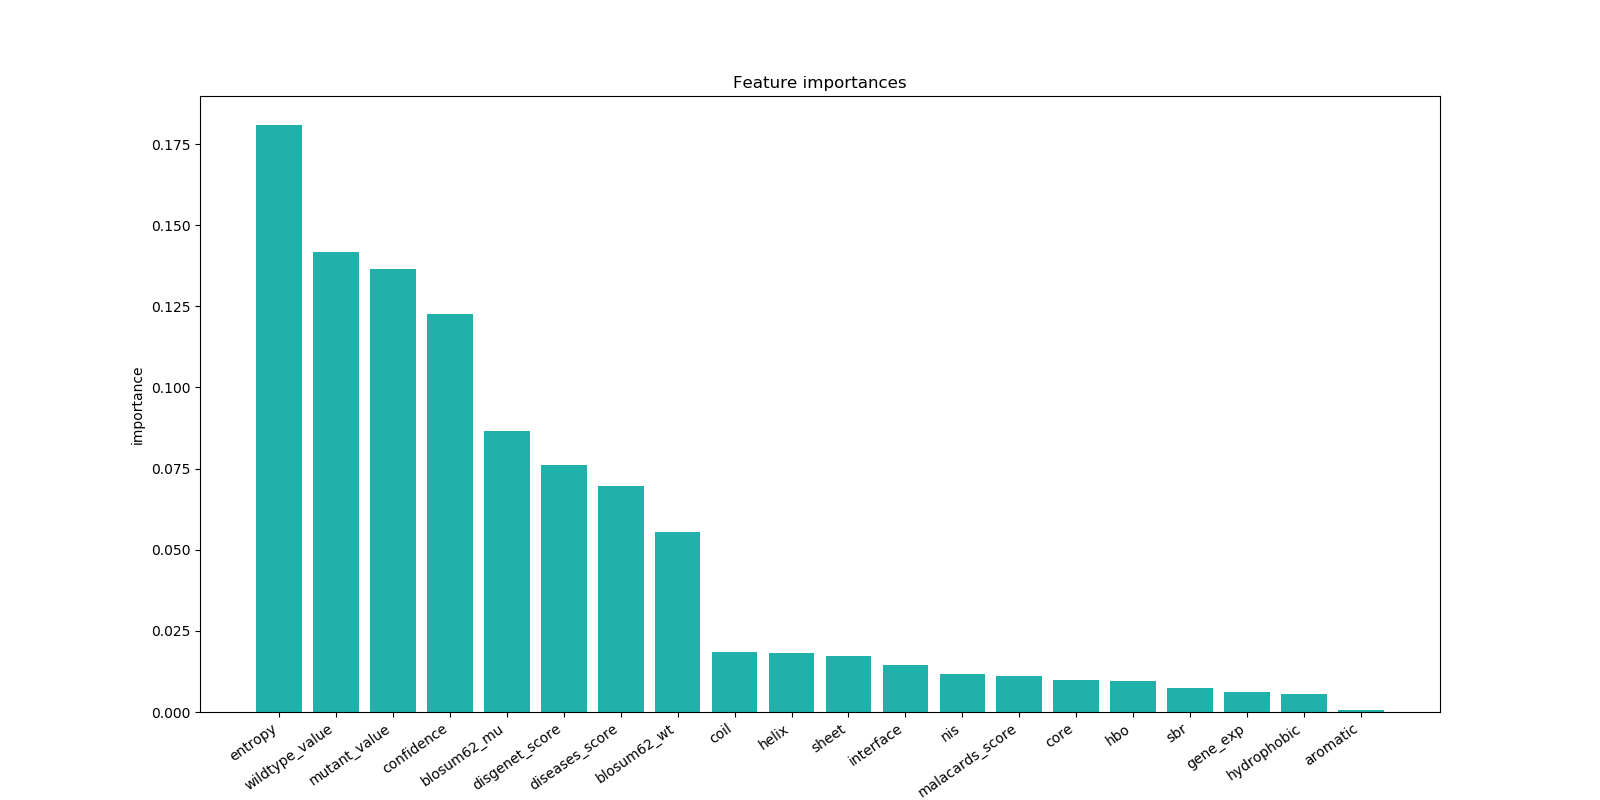 Feature importances
importance
0.175
0.150
0.125
0.100
0.075
0.050
0.025
0.000
entropy
wildtype_value
mutant_value
confidence
blosum62_mu
disgenet_score
diseases_score
blosum62_wt
coil
helix
sheet
interface
nis
malacards_score
core
hbo
sbr
gene_exp
hydrophobic
aromatic